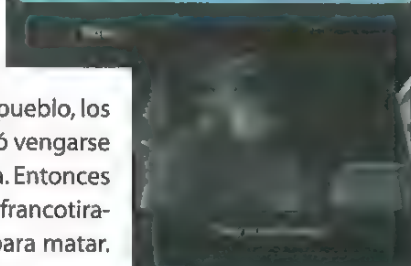 pueblo, los
ó vengarse
a. Entonces
francotira-
para matar.